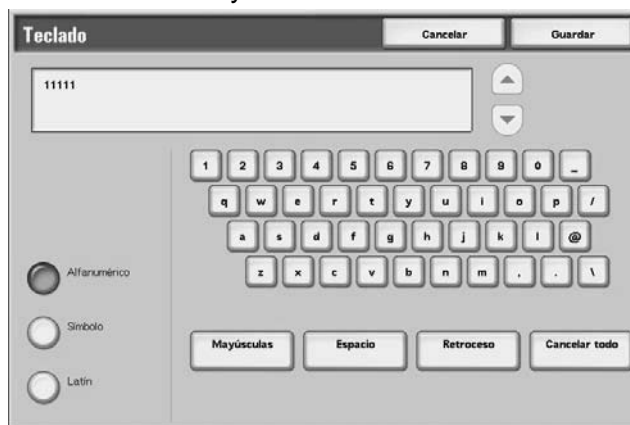 Teclado Cancelar Guardar
11111
1 2 3 4 5 6 7 8 9 0 _
q w e r t y u i o p /
a s d f g h j k l @
z x c v b n m , . \
Alfanumérico
Símbolo
Latín
Mayúsculas Espacio Retroceso Cancelar todo